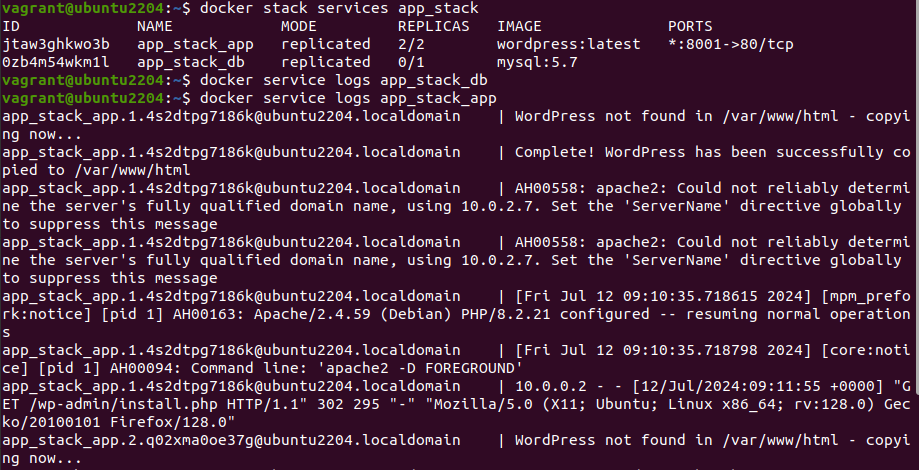 vagrant@ubuntu2204:~$ docker stack services app_stack
ID             NAME            MODE         REPLICAS   IMAGE              PORTS
jtaw3ghkwo3b   app_stack_app   replicated   2/2        wordpress:latest   *:8001->80/tcp
0zb4m54wkm1l   app_stack_db    replicated   0/1        mysql:5.7
vagrant@ubuntu2204:~$ docker service logs app_stack_db
vagrant@ubuntu2204:~$ docker service logs app_stack_app
app_stack_app.1.4s2dtpg7186k@ubuntu2204.localdomain    | WordPress not found in /var/www/html - copyi
ng now...
app_stack_app.1.4s2dtpg7186k@ubuntu2204.localdomain    | Complete! WordPress has been successfully co
pied to /var/www/html
app_stack_app.1.4s2dtpg7186k@ubuntu2204.localdomain    | AH00558: apache2: Could not reliably determi
ne the server's fully qualified domain name, using 10.0.2.7. Set the 'ServerName' directive globally
to suppress this message
app_stack_app.1.4s2dtpg7186k@ubuntu2204.localdomain    | AH00558: apache2: Could not reliably determi
ne the server's fully qualified domain name, using 10.0.2.7. Set the 'ServerName' directive globally
to suppress this message
app_stack_app.1.4s2dtpg7186k@ubuntu2204.localdomain    | [Fri Jul 12 09:10:35.718615 2024] [mpm_prefo
rk:notice] [pid 1] AH00163: Apache/2.4.59 (Debian) PHP/8.2.21 configured -- resuming normal operation
s
app_stack_app.1.4s2dtpg7186k@ubuntu2204.localdomain    | [Fri Jul 12 09:10:35.718798 2024] [core:noti
ce] [pid 1] AH00094: Command line: 'apache2 -D FOREGROUND'
app_stack_app.1.4s2dtpg7186k@ubuntu2204.localdomain    | 10.0.0.2 - - [12/Jul/2024:09:11:55 +0000] "G
ET /wp-admin/install.php HTTP/1.1" 302 295 "-" "Mozilla/5.0 (X11; Ubuntu; Linux x86_64; rv:128.0) Gec
ko/20100101 Firefox/128.0"
app_stack_app.2.q02xma0oe37g@ubuntu2204.localdomain    | WordPress not found in /var/www/html - copyi
ng now...